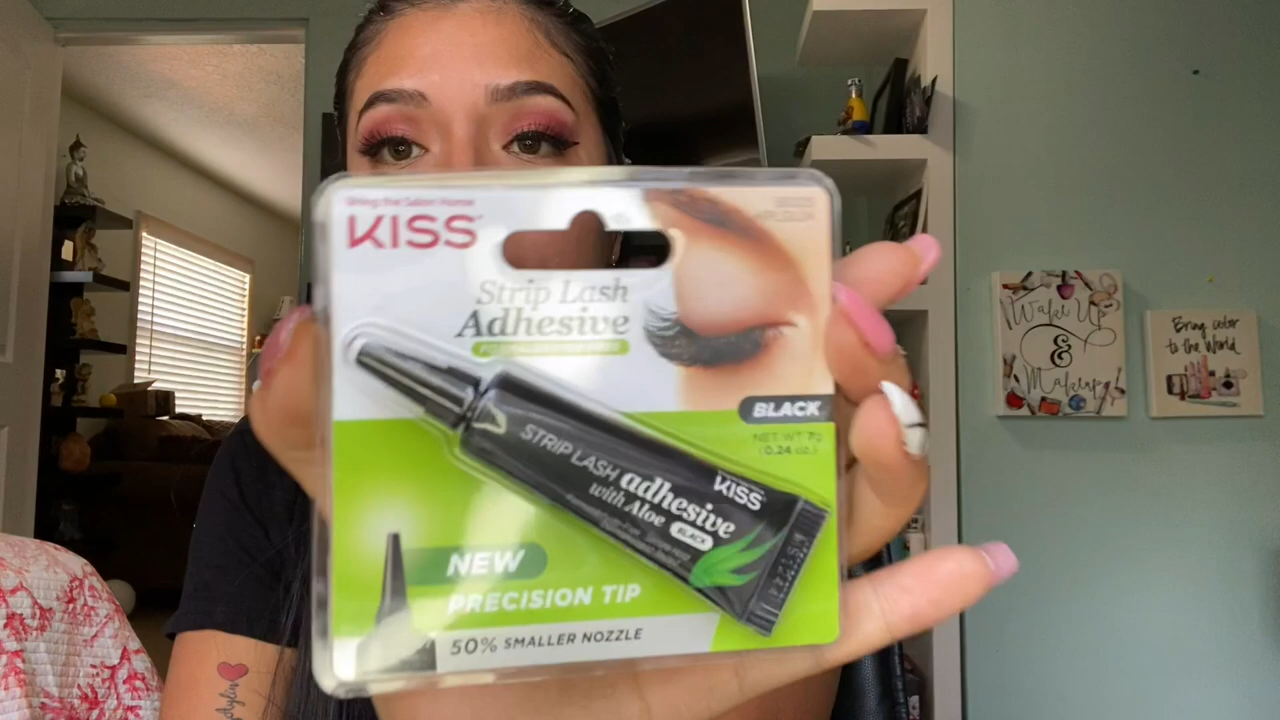 Bring the Salon Home
KISS
Strip Lash
Adhesive
BLACK
NET WT 7g
(0.24 oz.)
STRIP LASH adhesive
with Aloe
BLACK
KISS
NEW
PRECISION TIP
50% SMALLER NOZZLE
Wake Up
&
Makeup
Bring color
to the World